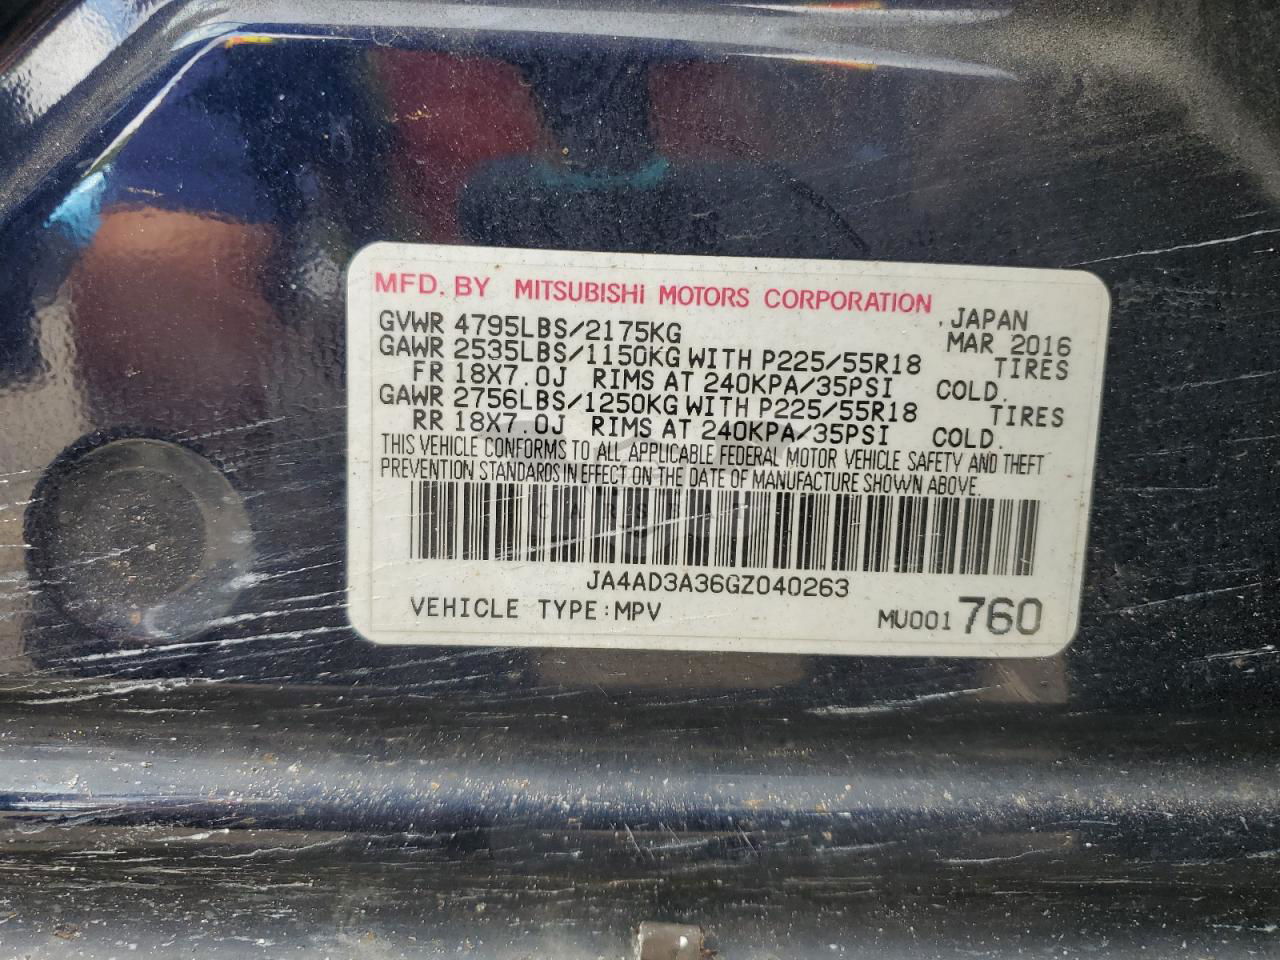 MFD. BY MITSUBISHI MOTORS CORPORATION
. JAPAN
GVWR 4795LBS/2175KG MAR 2016
GAWR 2535LBS/1150KG WITH P225/55R18 TIRES
FR 18X7.0J RIMS AT 240KPA/35PSI COLD.
GAWR 2756LBS/1250KG WITH P225/55R18 TIRES
RR 18X7.0J RIMS AT 240KPA/35PSI COLD.
THIS VEHICLE CONFORMS TO ALL APPLICABLE FEDERAL MOTOR VEHICLE SAFETY AND THEFT
PREVENTION STANDARDS IN EFFECT ON THE DATE OF MANUFACTURE SHOWN ABOVE.
JA4AD3A36GZ040263
VEHICLE TYPE:MPV MU001 760